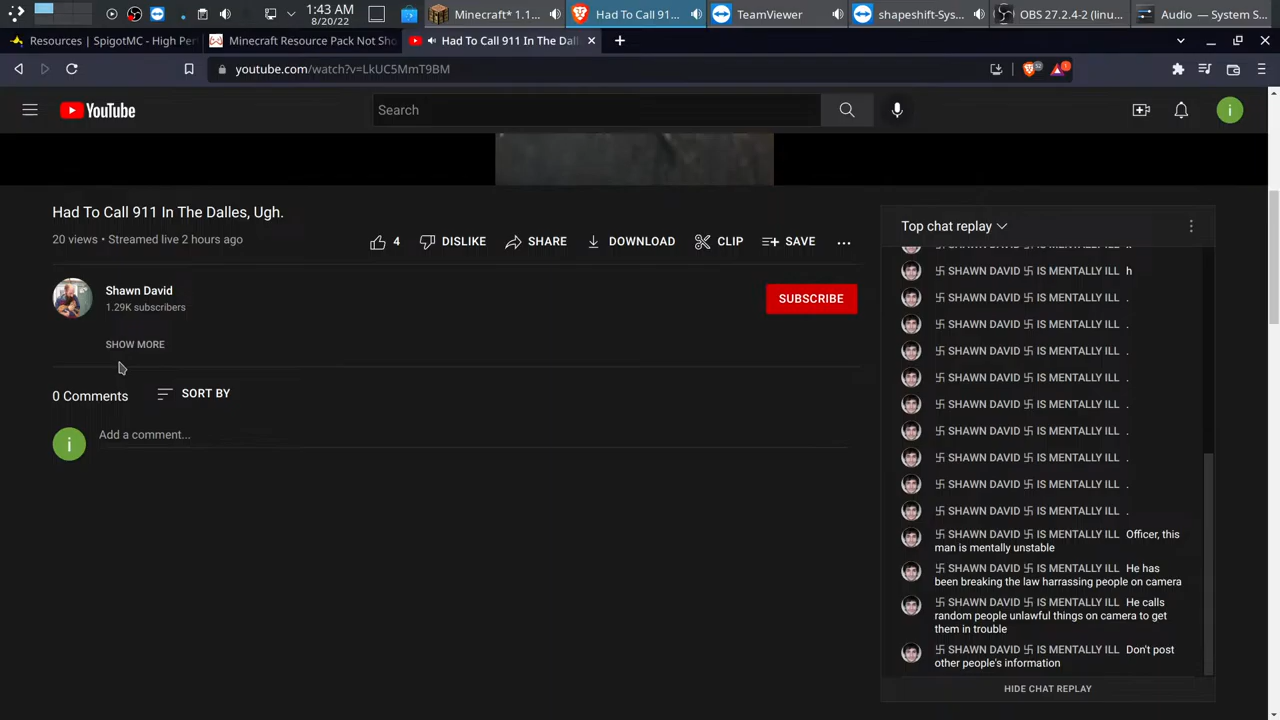 1:43 AM
8/20/22
Minecraft* 1.1...
Had To Call 91...
TeamViewer
shapeshift-Sys...
OBS 27.2.4-2 (linu...
Audio — System S...
Resources | SpigotMC - High Per
Minecraft Resource Pack Not Sho
Had To Call 911 In The Dall
youtube.com/watch?v=LkUC5MmT9BM
12
1
YouTube
Search
i
Had To Call 911 In The Dalles, Ugh.
20 views • Streamed live 2 hours ago
4
DISLIKE
SHARE
DOWNLOAD
CLIP
SAVE
Shawn David
1.29K subscribers
SUBSCRIBE
SHOW MORE
0 Comments
SORT BY
i
Add a comment...
Top chat replay
卐 SHAWN DAVID 卐 IS MENTALLY ILL h
卐 SHAWN DAVID 卐 IS MENTALLY ILL .
卐 SHAWN DAVID 卐 IS MENTALLY ILL .
卐 SHAWN DAVID 卐 IS MENTALLY ILL .
卐 SHAWN DAVID 卐 IS MENTALLY ILL .
卐 SHAWN DAVID 卐 IS MENTALLY ILL .
卐 SHAWN DAVID 卐 IS MENTALLY ILL .
卐 SHAWN DAVID 卐 IS MENTALLY ILL .
卐 SHAWN DAVID 卐 IS MENTALLY ILL .
卐 SHAWN DAVID 卐 IS MENTALLY ILL .
卐 SHAWN DAVID 卐 IS MENTALLY ILL Officer, this
man is mentally unstable
卐 SHAWN DAVID 卐 IS MENTALLY ILL He has
been breaking the law harrassing people on camera
卐 SHAWN DAVID 卐 IS MENTALLY ILL He calls
random people unlawful things on camera to get
them in trouble
卐 SHAWN DAVID 卐 IS MENTALLY ILL Don't post
other people's information
HIDE CHAT REPLAY